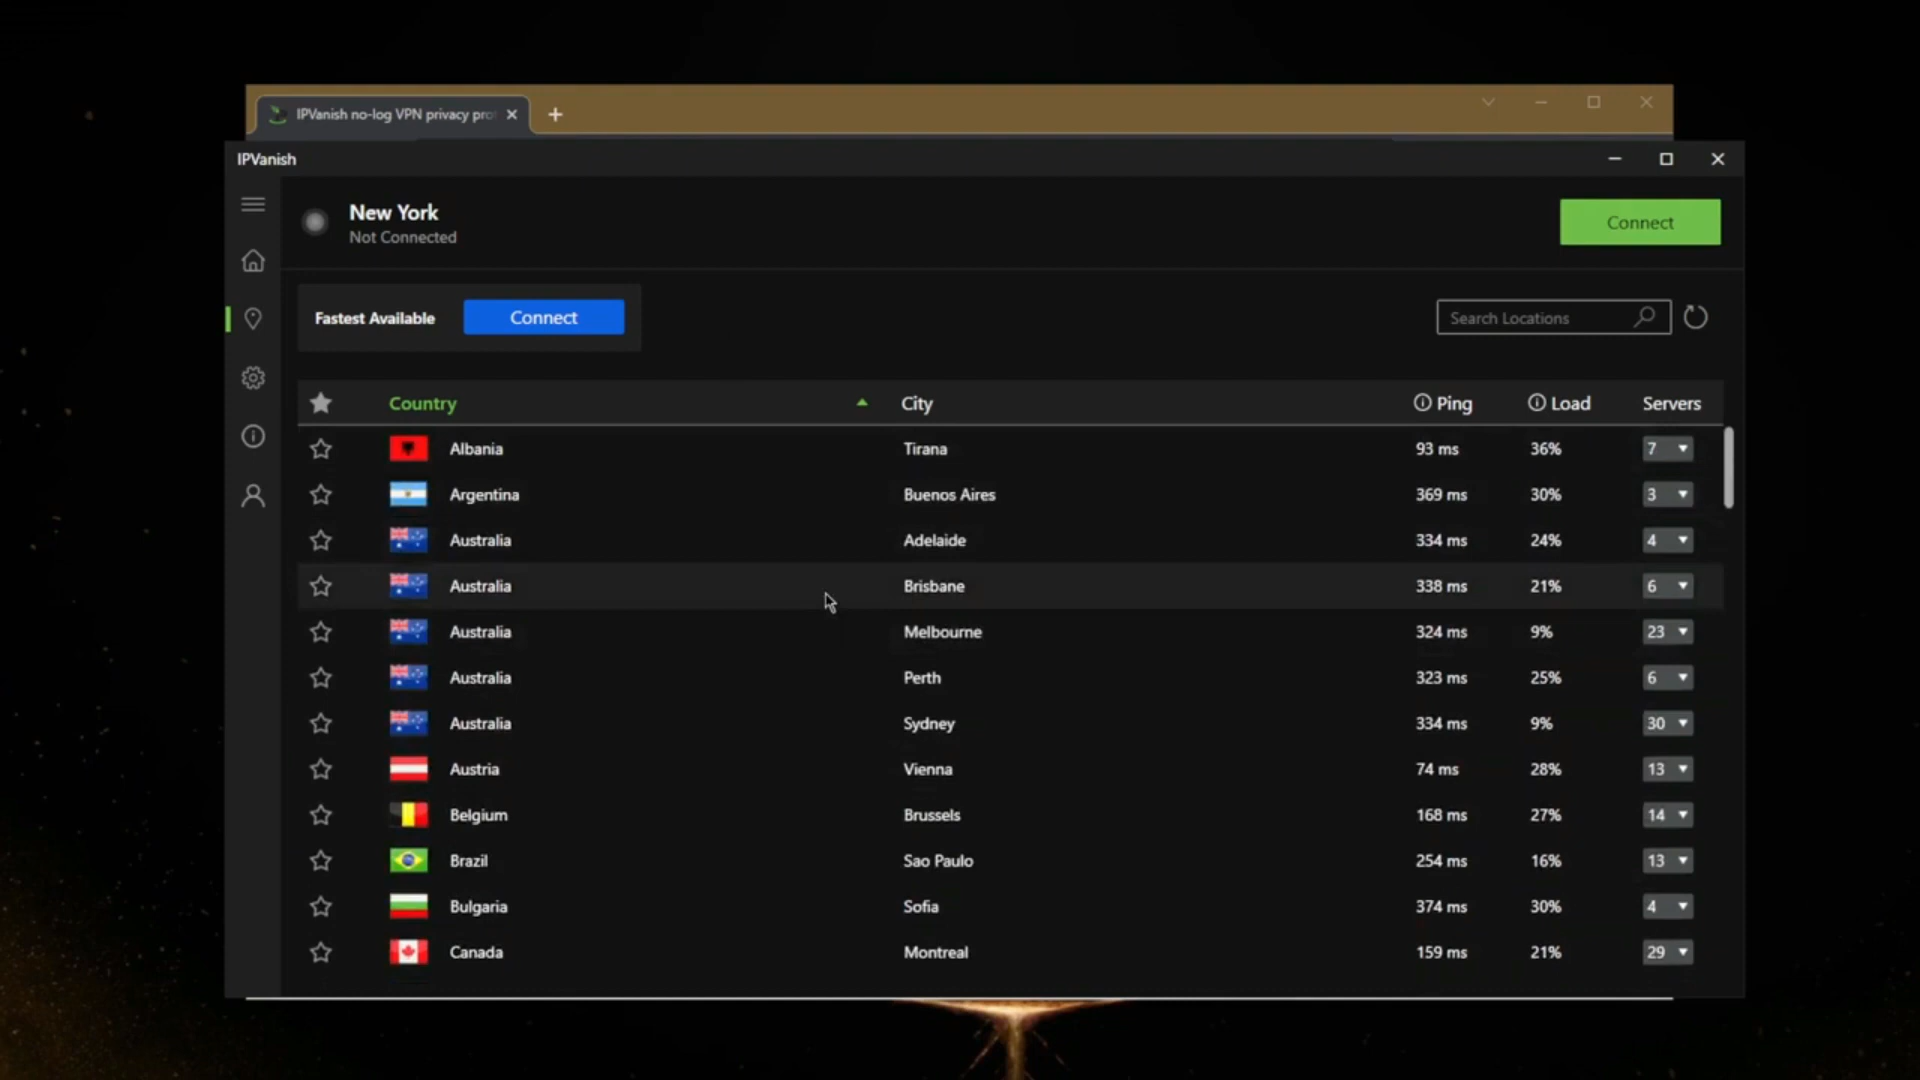 IPVanish no-log VPN privacy pro
IPVanish
New York
Not Connected
Connect
Fastest Available
Connect
Search Locations
Country City Ping Load Servers
Albania Tirana 93 ms 36% 7
Argentina Buenos Aires 369 ms 30% 3
Australia Adelaide 334 ms 24% 4
Australia Brisbane 338 ms 21% 6
Australia Melbourne 324 ms 9% 23
Australia Perth 323 ms 25% 6
Australia Sydney 334 ms 9% 30
Austria Vienna 74 ms 28% 13
Belgium Brussels 168 ms 27% 14
Brazil Sao Paulo 254 ms 16% 13
Bulgaria Sofia 374 ms 30% 4
Canada Montreal 159 ms 21% 29